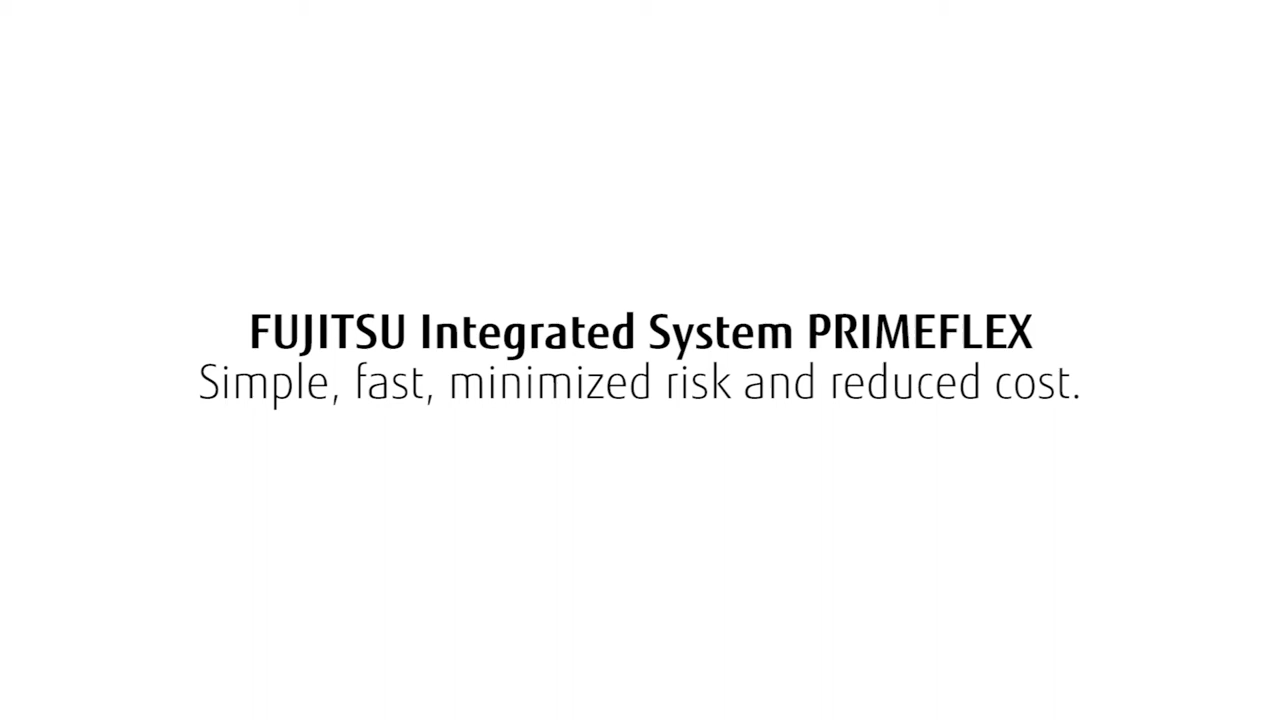 FUJITSU Integrated System PRIMEFLEX
Simple, fast, minimized risk and reduced cost.